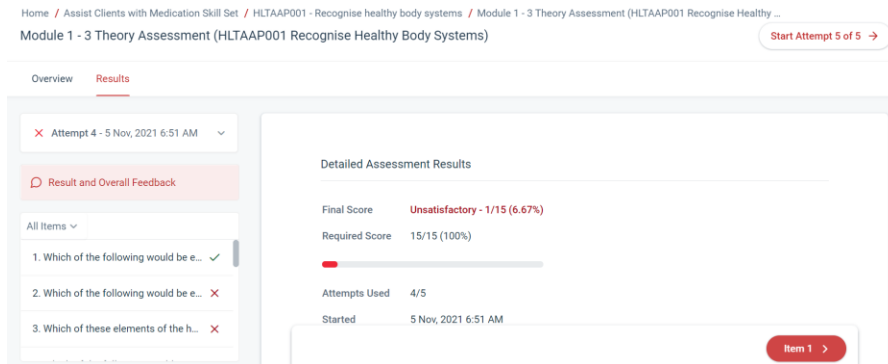 Home / Assist Clients with Medication Skill Set / HLTAAP001 - Recognise healthy body systems / Module 1 - 3 Theory Assessment (HLTAAP001 Recognise Healthy ...
Module 1 - 3 Theory Assessment (HLTAAP001 Recognise Healthy Body Systems)
Start Attempt 5 of 5 →
Overview Results
Attempt 4 - 5 Nov, 2021 6:51 AM
Result and Overall Feedback
All Items
1. Which of the following would be e...
2. Which of the following would be e...
3. Which of these elements of the h...
Detailed Assessment Results
Final Score Unsatisfactory - 1/15 (6.67%)
Required Score 15/15 (100%)
Attempts Used 4/5
Started 5 Nov, 2021 6:51 AM
Item 1 >